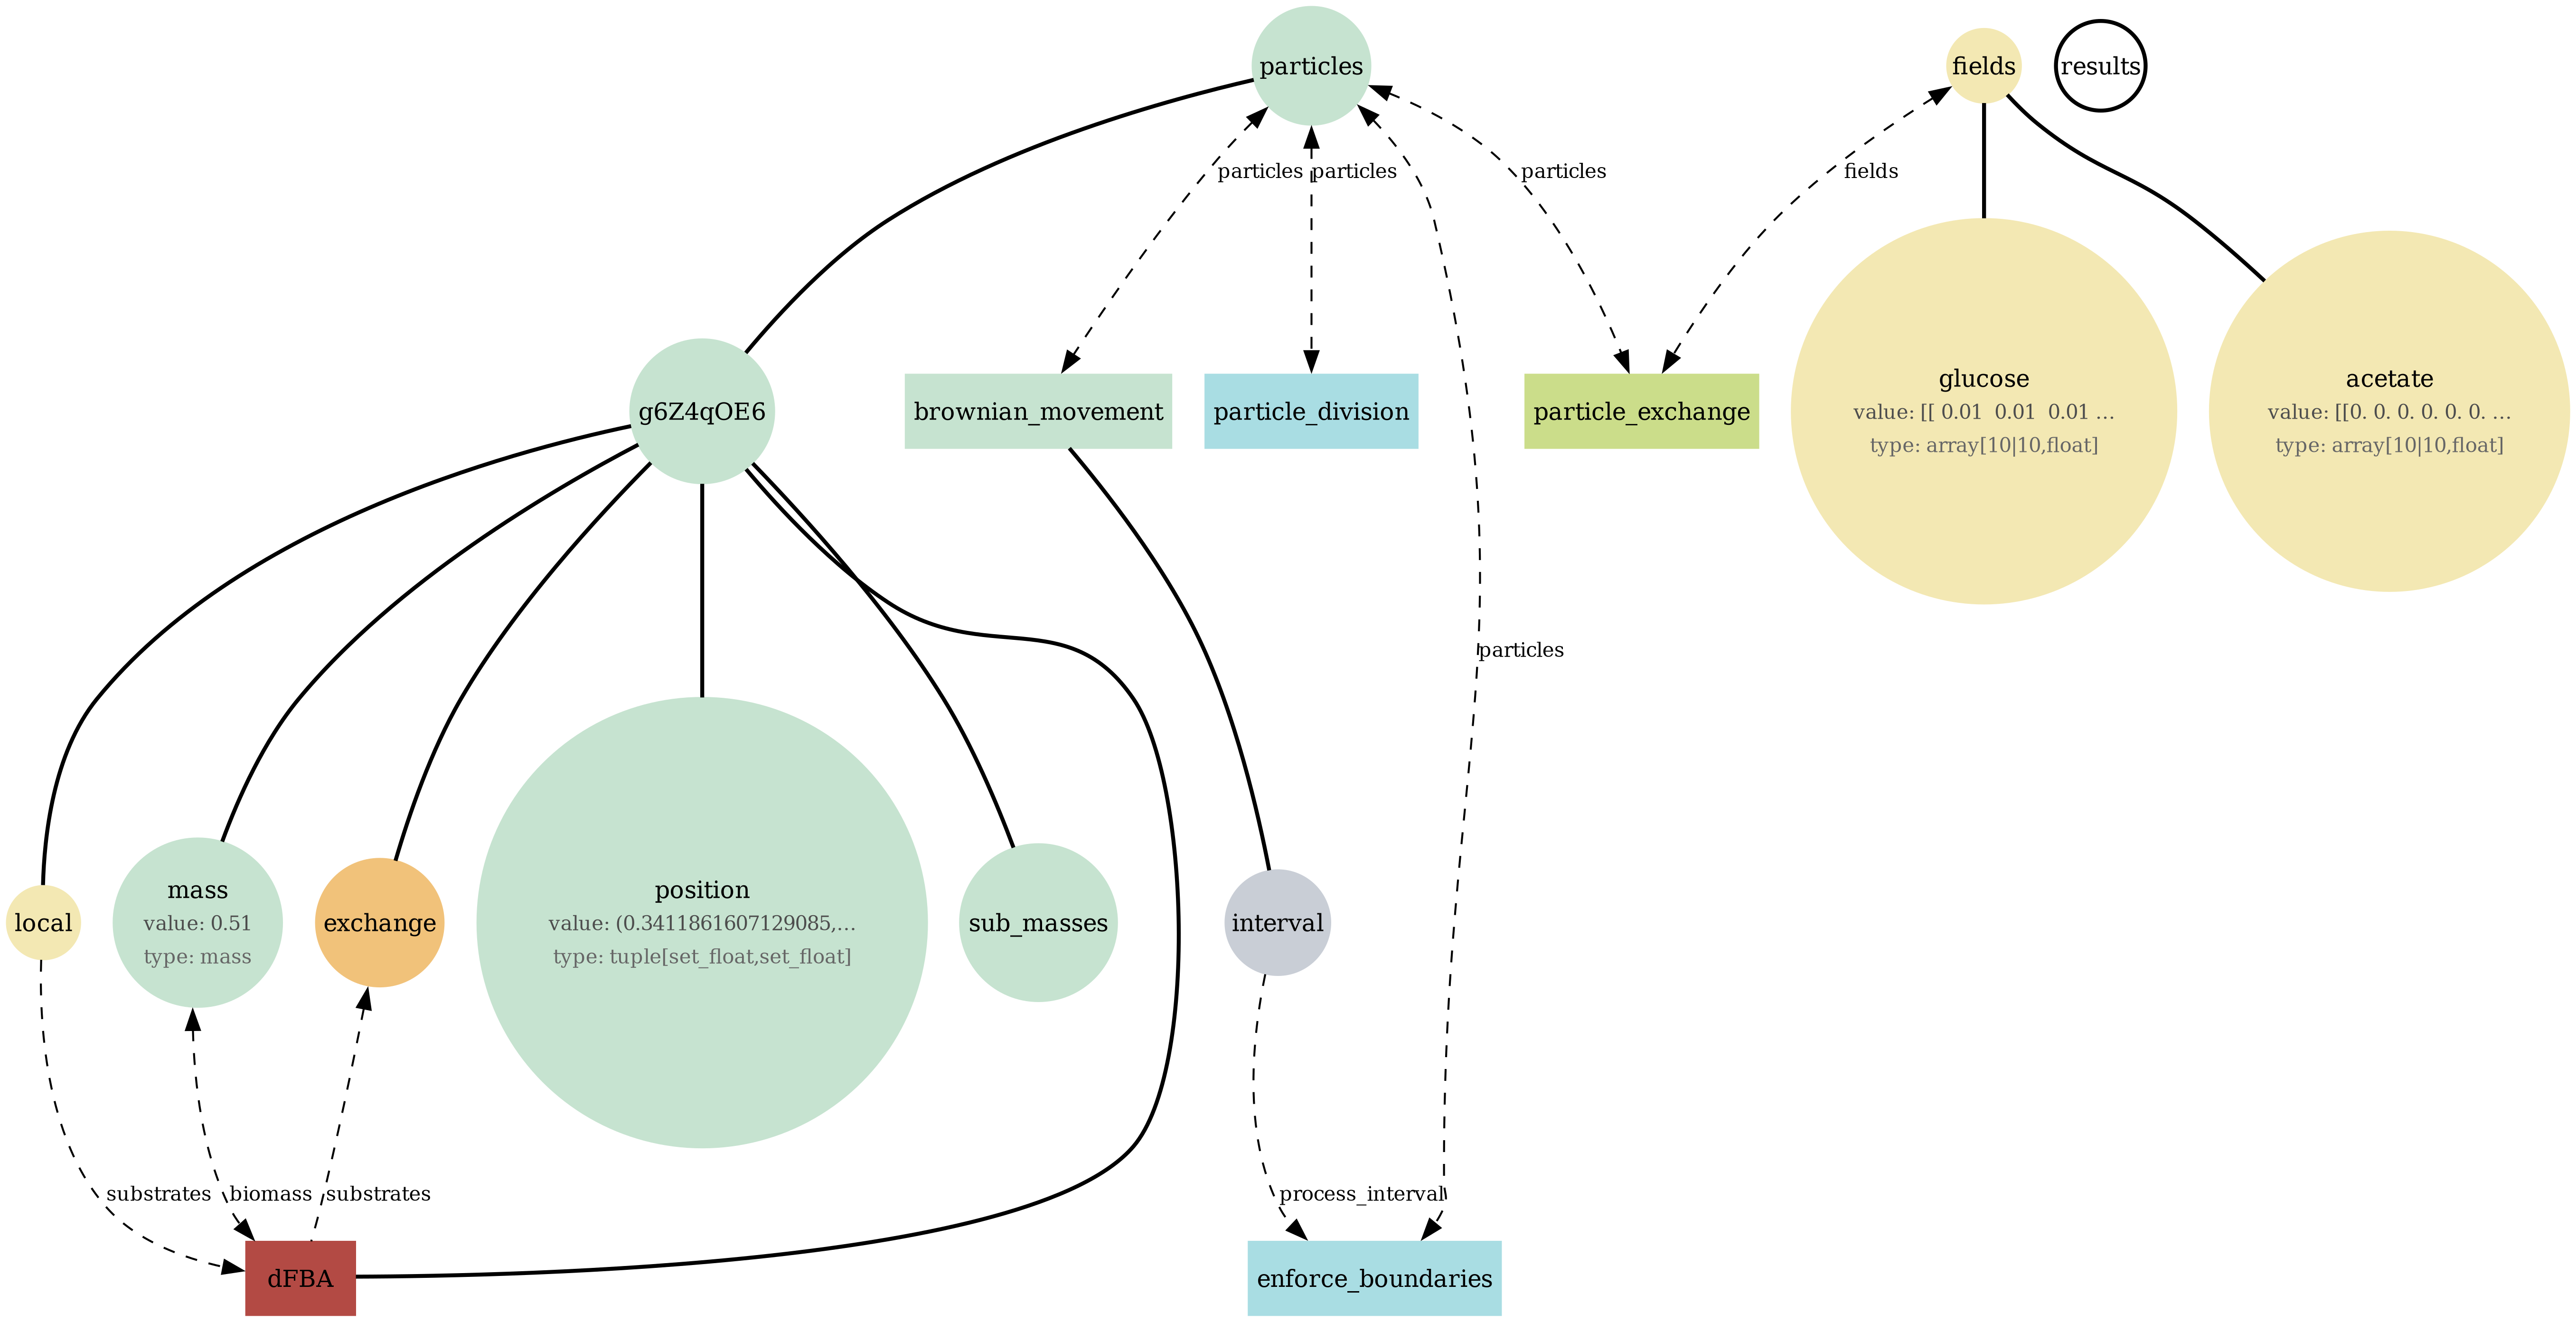 particles
fields
results
particles
particles
particles
fields
g6Z4qOE6
brownian_movement
particle_division
particle_exchange
glucose
value: [[ 0.01  0.01  0.01 ...
type: array[10|10,float]
acetate
value: [[0. 0. 0. 0. 0. 0. ...
type: array[10|10,float]
particles
local
mass
value: 0.51
type: mass
exchange
position
value: (0.3411861607129085,...
type: tuple[set_float,set_float]
sub_masses
interval
substrates
biomass
substrates
process_interval
dFBA
enforce_boundaries